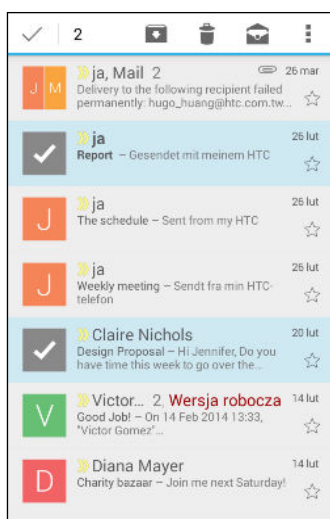 2
J M
ja, Mail 2
26 mar
Delivery to the following recipient failed
permanently: hugo_huang@htc.com.tw...
ja
26 lut
Report – Gesendet mit meinem HTC
J
ja
26 lut
The schedule – Sent from my HTC
J
ja
26 lut
Weekly meeting – Sendt fra min HTC-
telefon
Claire Nichols
20 lut
Design Proposal – Hi Jennifer, Do you
have time this week to go over the...
V
Victor... 2, Wersja robocza
14 lut
Good Job! – On 14 Feb 2014 13:33,
"Victor Gomez"...
D
Diana Mayer
14 lut
Charity bazaar – Join me next Saturday!